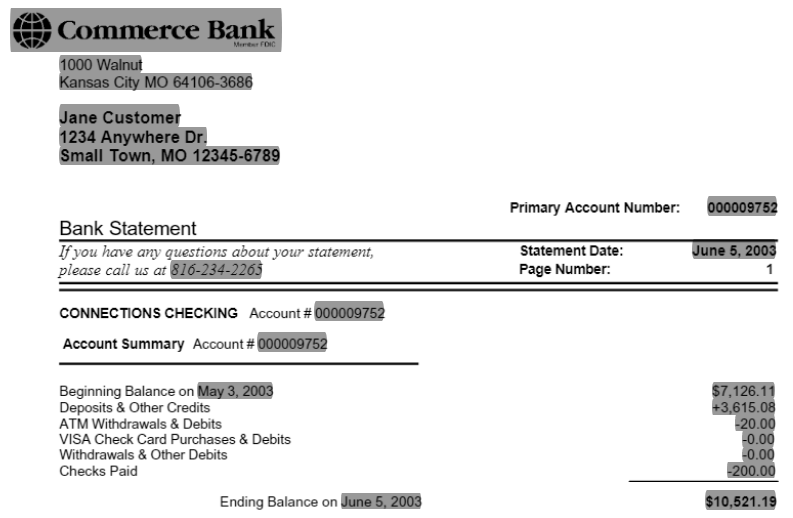 Commerce Bank
Member FDIC
1000 Walnut
Kansas City MO 64106-3686
Jane Customer
1234 Anywhere Dr.
Small Town, MO 12345-6789
Primary Account Number: 000009752
Bank Statement
If you have any questions about your statement,
please call us at 816-234-2265
Statement Date: June 5, 2003
Page Number: 1
CONNECTIONS CHECKING Account # 000009752
Account Summary Account # 000009752
Beginning Balance on May 3, 2003 $7,126.11
Deposits & Other Credits +3,615.08
ATM Withdrawals & Debits -20.00
VISA Check Card Purchases & Debits -0.00
Withdrawals & Other Debits -0.00
Checks Paid -200.00
Ending Balance on June 5, 2003 $10,521.19